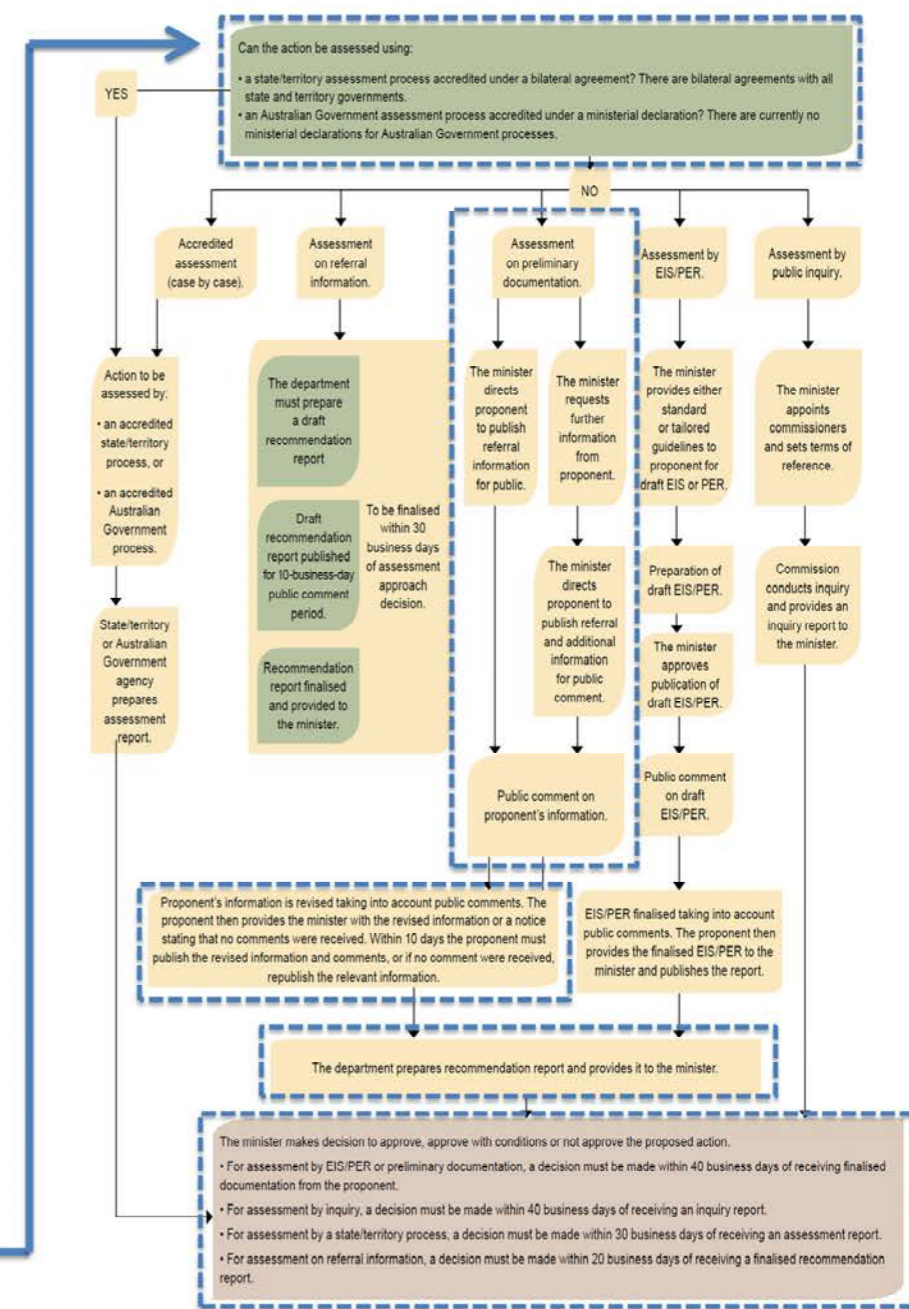 Can the action be assessed using:
• a state/territory assessment process accredited under a bilateral agreement? There are bilateral agreements with all
state and territory governments.
• an Australian Government assessment process accredited under a ministerial declaration? There are currently no
ministerial declarations for Australian Government processes.
YES
NO
Accredited
assessment
(case by case).
Assessment
on referral
information.
Assessment
on preliminary
documentation.
Assessment by
EIS/PER.
Assessment by
public inquiry.
Action to be
assessed by:
• an accredited
state/territory
process, or
• an accredited
Australian
Government
process.
The department
must prepare
a draft
recommendation
report
Draft
recommendation
report published
for 10-business-day
public comment
period.
Recommendation
report finalised
and provided to
the minister.
To be finalised
within 30
business days
of assessment
approach
decision.
The minister
directs
proponent
to publish
referral
information
for public.
The minister
requests
further
information
from
proponent.
The minister
directs
proponent to
publish referral
and additional
information
for public
comment.
The minister
provides either
standard
or tailored
guidelines to
proponent for
draft EIS or PER.
Preparation of
draft EIS/PER.
The minister
approves
publication of
draft EIS/PER.
The minister
appoints
commissioners
and sets terms of
reference.
Commission
conducts inquiry
and provides an
inquiry report to
the minister.
State/territory
or Australian
Government
agency
prepares
assessment
report.
Public comment on
proponent's information.
Public comment
on draft
EIS/PER.
Proponent's information is revised taking into account public comments. The
proponent then provides the minister with the revised information or a notice
stating that no comments were received. Within 10 days the proponent must
publish the revised information and comments, or if no comment were received,
republish the relevant information.
EIS/PER finalised taking into account
public comments. The proponent then
provides the finalised EIS/PER to the
minister and publishes the report.
The department prepares recommendation report and provides it to the minister.
The minister makes decision to approve, approve with conditions or not approve the proposed action.
• For assessment by EIS/PER or preliminary documentation, a decision must be made within 40 business days of receiving finalised
documentation from the proponent.
• For assessment by inquiry, a decision must be made within 40 business days of receiving an inquiry report.
• For assessment by a state/territory process, a decision must be made within 30 business days of receiving an assessment report.
• For assessment on referral information, a decision must be made within 20 business days of receiving a finalised recommendation
report.